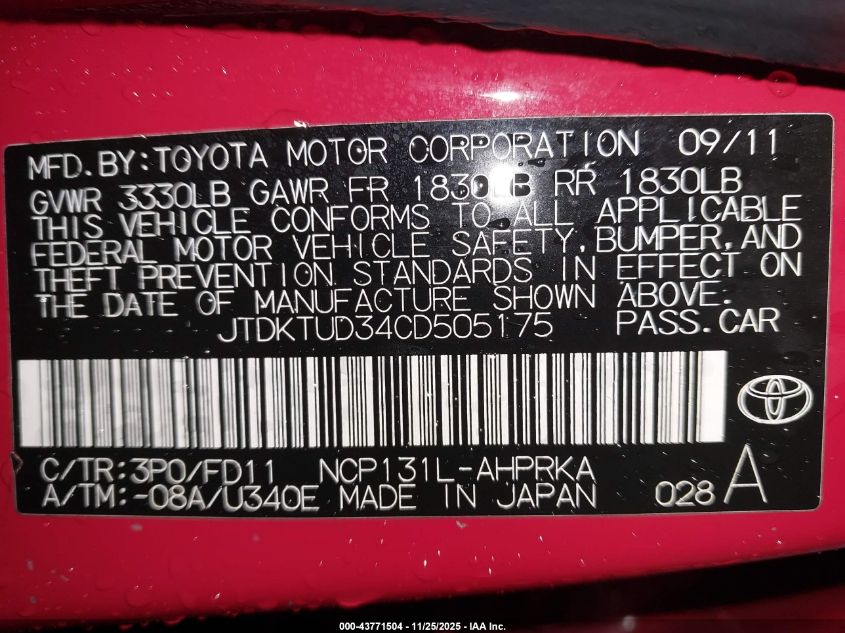 MFD.BY:TOYOTA MOTOR CORPORATION 09/11
GVWR 3330LB GAWR FR 1830LB RR 1830LB
THIS VEHICLE CONFORMS TO ALL APPLICABLE
FEDERAL MOTOR VEHICLE SAFETY,BUMPER,AND
THEFT PREVENTION STANDARDS IN EFFECT ON
THE DATE OF MANUFACTURE SHOWN ABOVE.
JTDKTUD34CD505175 PASS.CAR
C/TR:3P0/FD11 NCP131L-AHPRKA
A/TM:-08A/U340E MADE IN JAPAN 028 A
000-43771504 - 11/25/2025 - IAA Inc.